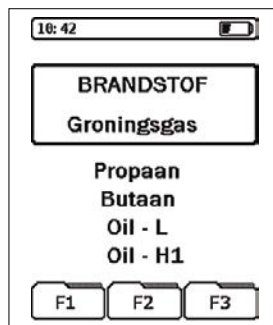 10:42
BRANDSTOF
Groningsgas
Propaan
Butaan
Oil - L
Oil - H1
F1 F2 F3